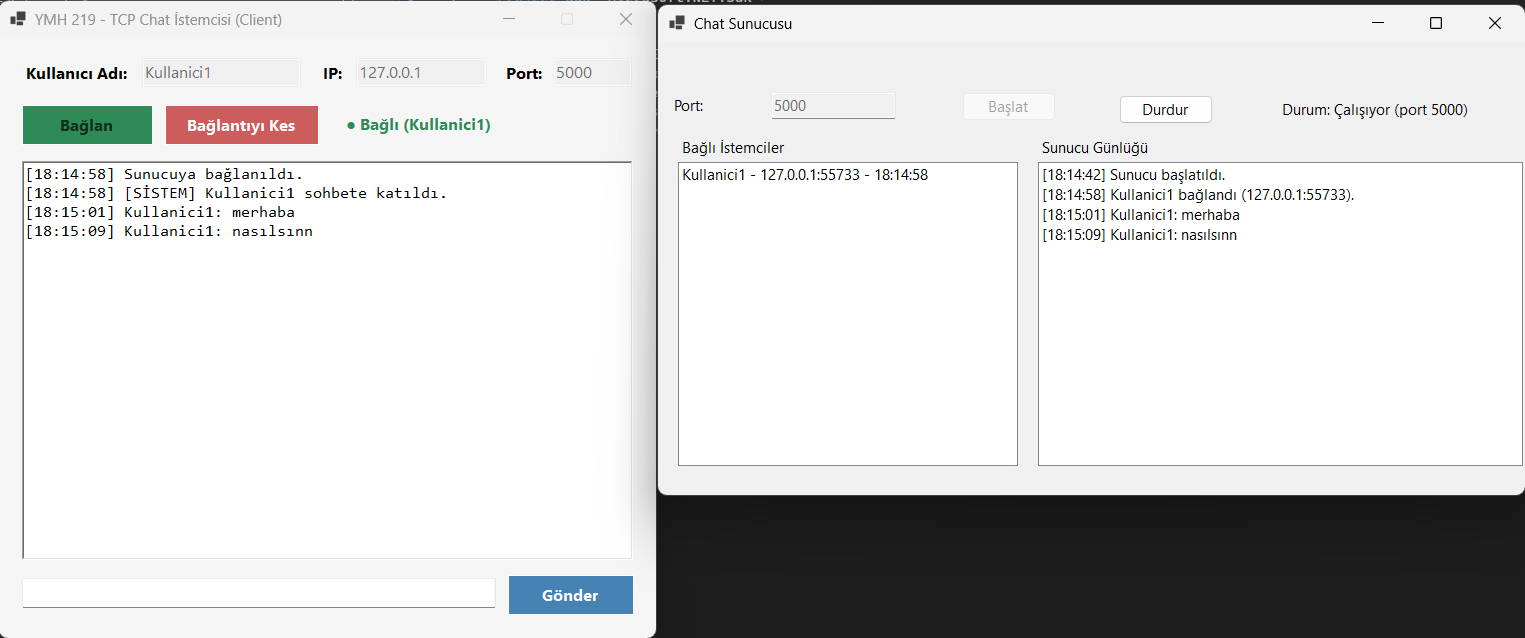 YMH 219 - TCP Chat İstemcisi (Client)
Kullanıcı Adı: Kullanici1 IP: 127.0.0.1 Port: 5000
Bağlan Bağlantıyı Kes ● Bağlı (Kullanici1)
[18:14:58] Sunucuya bağlanıldı.
[18:14:58] [SİSTEM] Kullanici1 sohbete katıldı.
[18:15:01] Kullanici1: merhaba
[18:15:09] Kullanici1: nasılsınn
Gönder
Chat Sunucusu
Port: 5000 Başlat Durdur Durum: Çalışıyor (port 5000)
Bağlı İstemciler
Kullanici1 - 127.0.0.1:55733 - 18:14:58
Sunucu Günlüğü
[18:14:42] Sunucu başlatıldı.
[18:14:58] Kullanici1 bağlandı (127.0.0.1:55733).
[18:15:01] Kullanici1: merhaba
[18:15:09] Kullanici1: nasılsınn